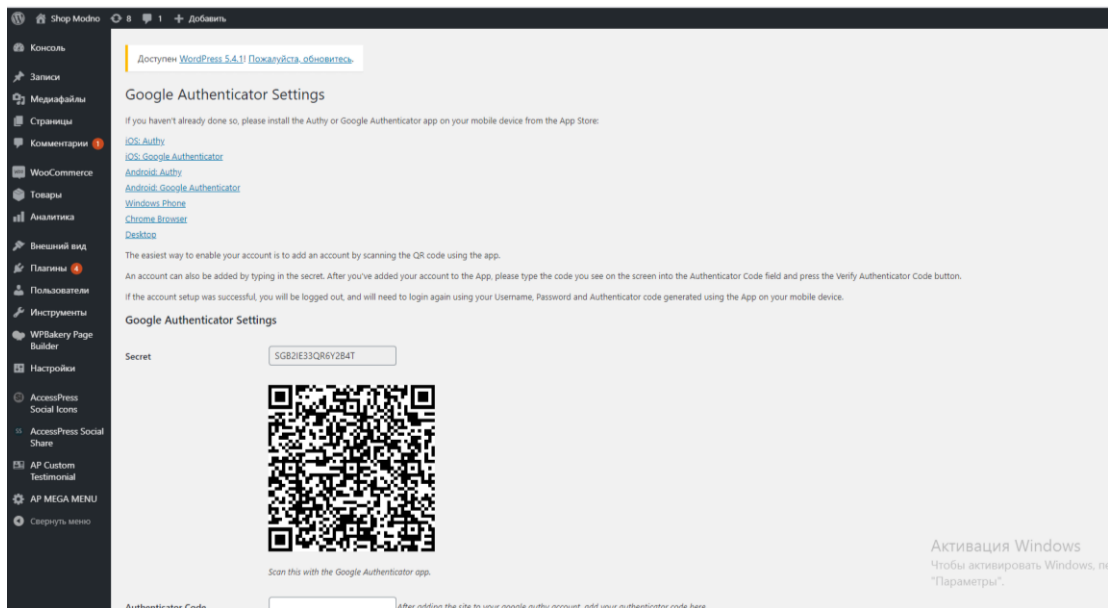 Shop Modno 8 1 + Добавить
Консоль
Записи
Медиафайлы
Страницы
Комментарии 1
WooCommerce
Товары
Аналитика
Внешний вид
Плагины 4
Пользователи
Инструменты
WPBakery Page
Builder
Настройки
AccessPress
Social Icons
AccessPress Social
Share
AP Custom
Testimonial
AP MEGA MENU
Свернуть меню
Доступен WordPress 5.4.1! Пожалуйста, обновитесь.
Google Authenticator Settings
If you haven't already done so, please install the Authy or Google Authenticator app on your mobile device from the App Store:
iOS: Authy
iOS: Google Authenticator
Android: Authy
Android: Google Authenticator
Windows Phone
Chrome Browser
Desktop
The easiest way to enable your account is to add an account by scanning the QR code using the app.
An account can also be added by typing in the secret. After you've added your account to the App, please type the code you see on the screen into the Authenticator Code field and press the Verify Authenticator Code button.
If the account setup was successful, you will be logged out, and will need to login again using your Username, Password and Authenticator code generated using the App on your mobile device.
Google Authenticator Settings
Secret SGB2IE33QR6Y2B4T
Scan this with the Google Authenticator app.
Authenticator Code After adding the site to your google authy account, add your authenticator code here
Активация Windows
Чтобы активировать Windows, пе
"Параметры".